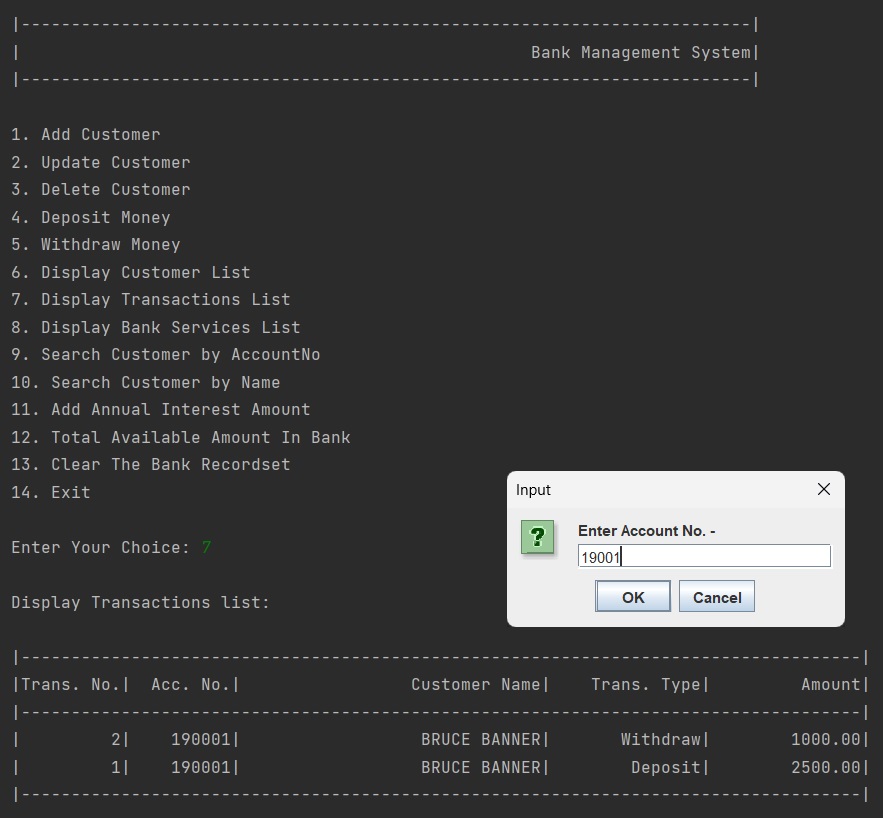 |-------------------------------------------------------------------------|
| Bank Management System|
|-------------------------------------------------------------------------|
1. Add Customer
2. Update Customer
3. Delete Customer
4. Deposit Money
5. Withdraw Money
6. Display Customer List
7. Display Transactions List
8. Display Bank Services List
9. Search Customer by AccountNo
10. Search Customer by Name
11. Add Annual Interest Amount
12. Total Available Amount In Bank
13. Clear The Bank Recordset
14. Exit
Enter Your Choice: 7
Input
Enter Account No. -
19001
OK Cancel
Display Transactions list:
|------------------------------------------------------------------------------------|
|Trans. No.| Acc. No.| Customer Name| Trans. Type| Amount|
|------------------------------------------------------------------------------------|
| 2| 190001| BRUCE BANNER| Withdraw| 1000.00|
| 1| 190001| BRUCE BANNER| Deposit| 2500.00|
|------------------------------------------------------------------------------------|